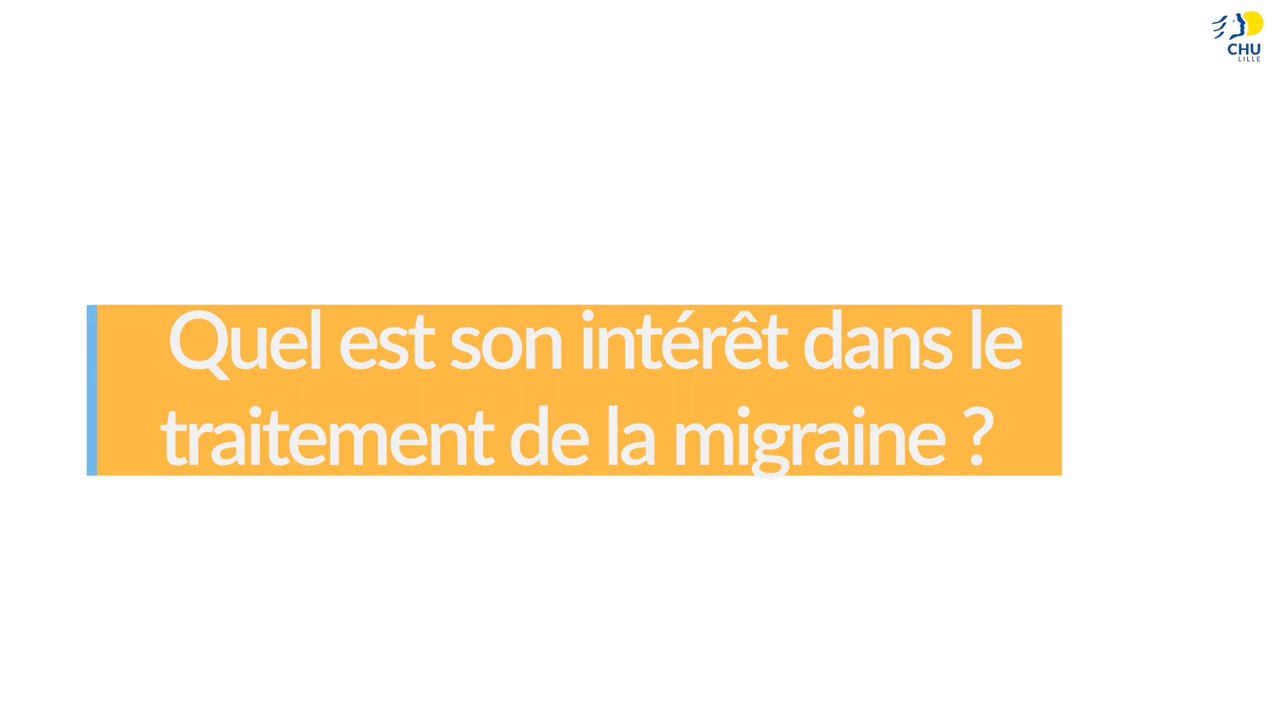 CHU
LILLE
Quel est son intérêt dans le
traitement de la migraine ?